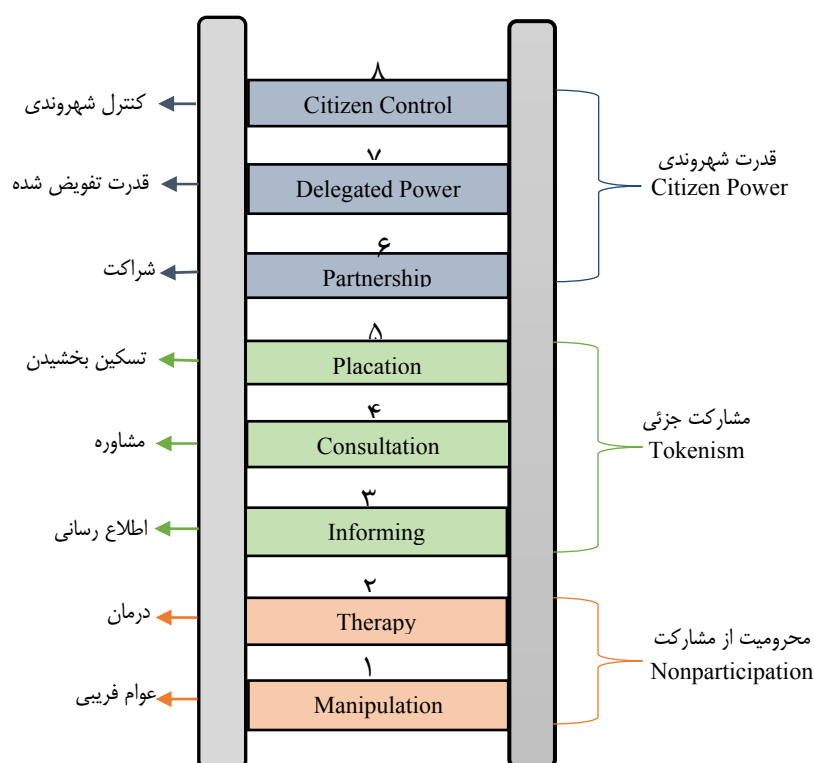 ۸
کنترل شهروندی
Citizen Control
قدرت شهروندی
Citizen Power
۷
قدرت تفویض شده
Delegated Power
۶
شراکت
Partnership
۵
تسکین بخشیدن
Placation
۴
مشاوره
Consultation
مشارکت جزئی
Tokenism
۳
اطلاع رسانی
Informing
۲
درمان
Therapy
محرومیت از مشارکت
Nonparticipation
۱
عوام فریبی
Manipulation